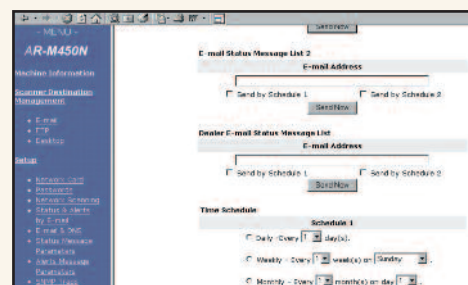 - MENU -
AR-M450N
Machine Information
Scanner Destination
Management
E-mail
FTP
Desktop
Setup
Network Card
Passwords
Network Scanning
Status & Alerts
by E-mail
E-mail & DNS
Status Message
Parameters
Alerts Message
Parameters
Send Now
E-mail Status Message List 2
E-mail Address
Send by Schedule 1 Send by Schedule 2
Send Now
Dealer E-mail Status Message List
E-mail Address
Send by Schedule 1 Send by Schedule 2
Send Now
Time Schedule
Schedule 1
Daily - Every 1 day(s).
Weekly - Every 1 week(s) on Sunday .
Monthly - Every 1 month(s) on day 1 .